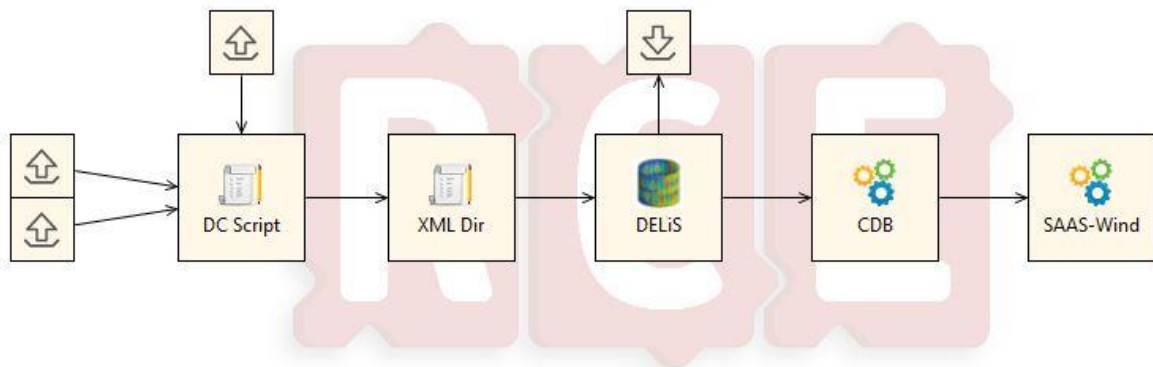 RCE
DC Script
XML Dir
DELiS
CDB
SAAS-Wind